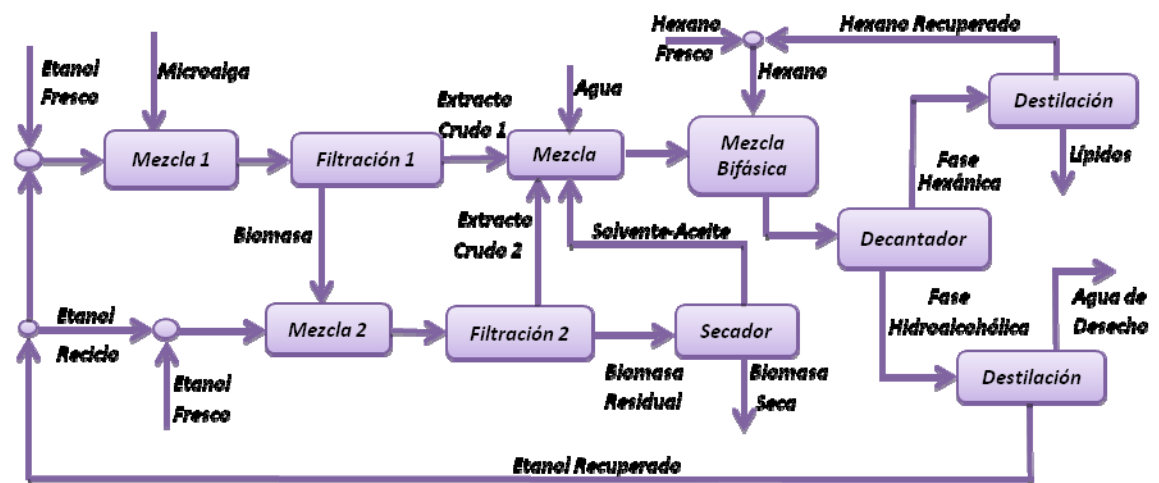 Hexano
Fresco
Hexano Recuperado
Hexano
Etanol
Fresco
Microalga
Agua
Extracto
Crudo 1
Destilación
Mezcla 1
Filtración 1
Mezcla
Mezcla
Bifásica
Fase
Hexánica
Lípidos
Biomasa
Extracto
Crudo 2
Solvente-Aceite
Decantador
Etanol
Reciclo
Mezcla 2
Filtración 2
Secador
Fase
Hidroalcohólica
Agua de
Desecho
Etanol
Fresco
Biomasa
Residual
Biomasa
Seca
Destilación
Etanol Recuperado